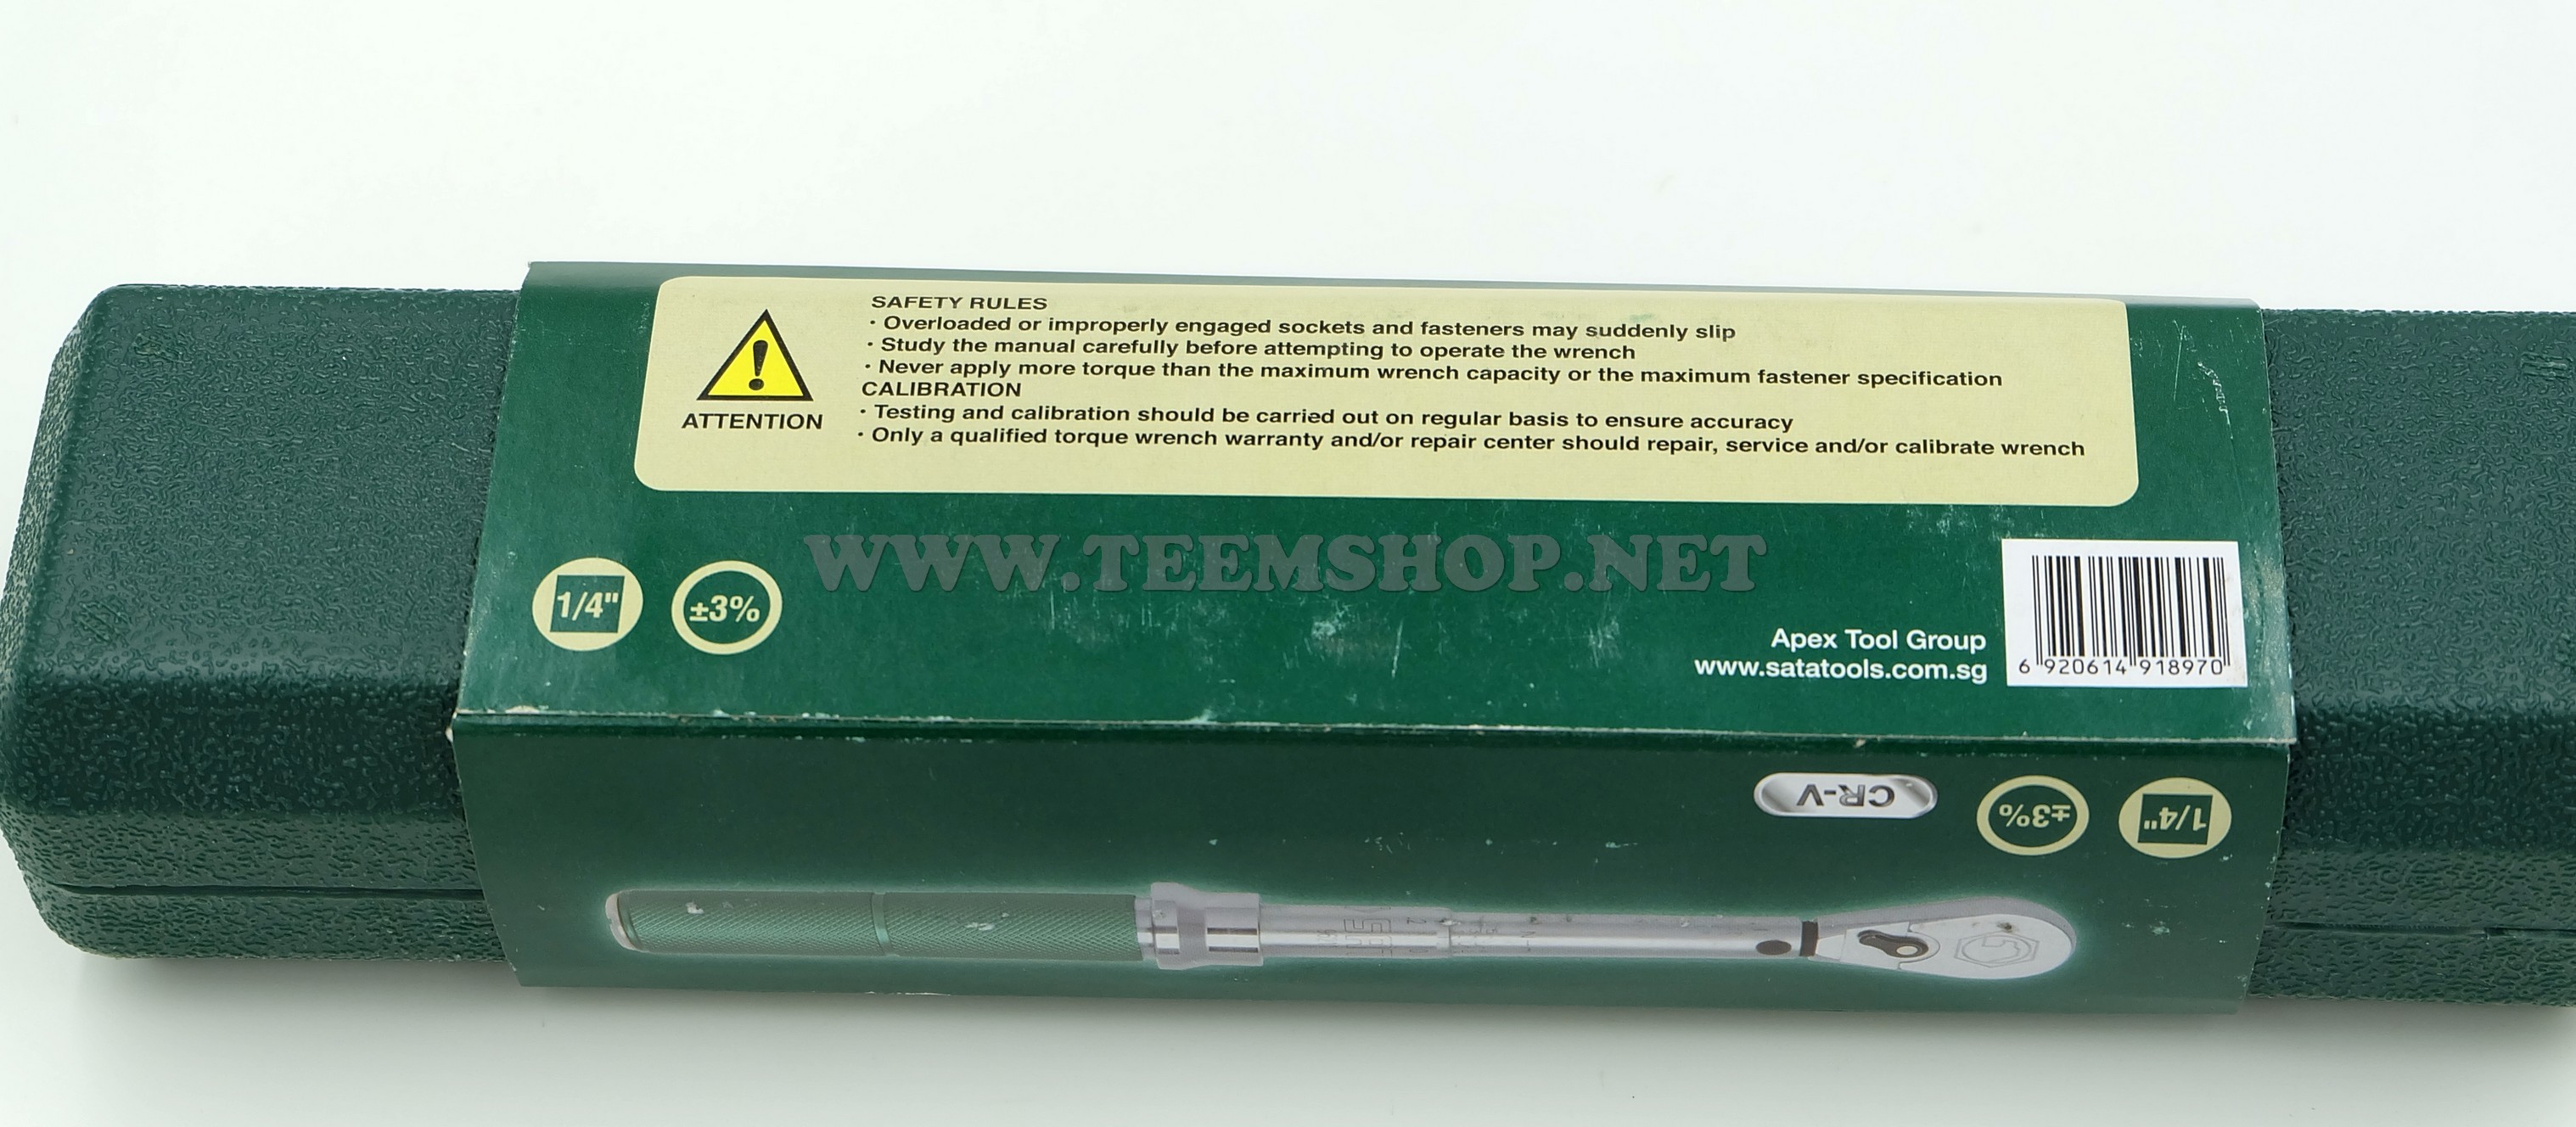 SAFETY RULES
· Overloaded or improperly engaged sockets and fasteners may suddenly slip
· Study the manual carefully before attempting to operate the wrench
· Never apply more torque than the maximum wrench capacity or the maximum fastener specification
CALIBRATION
· Testing and calibration should be carried out on regular basis to ensure accuracy
· Only a qualified torque wrench warranty and/or repair center should repair, service and/or calibrate wrench
ATTENTION
WWW.TEEMSHOP.NET
1/4"
±3%
Apex Tool Group
www.satatools.com.sg
6 920614 918970
CR-V
±3%
1/4"